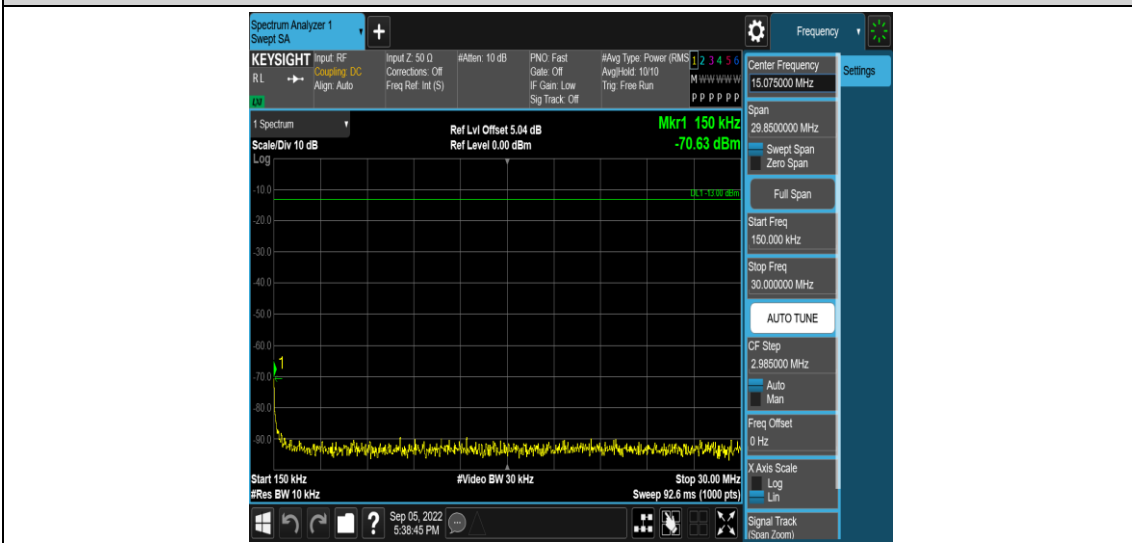 Spectrum Analyzer 1
Swept SA
+
Frequency
KEYSIGHT
RL
Input: RF
Coupling: DC
Align: Auto
Input Z: 50 Ω
Corrections: Off
Freq Ref: Int (S)
#Atten: 10 dB
PNO: Fast
Gate: Off
IF Gain: Low
Sig Track: Off
#Avg Type: Power (RMS
Avg|Hold: 10/10
Trig: Free Run
1 2 3 4 5 6
M W W W W W
P P P P P P
1 Spectrum
Scale/Div 10 dB
Log
Ref Lvl Offset 5.04 dB
Ref Level 0.00 dBm
Mkr1 150 kHz
-70.63 dBm
DL1 -13.00 dBm
-10.0
-20.0
-30.0
-40.0
-50.0
-60.0
1
-70.0
-80.0
-90.0
Start 150 kHz
#Res BW 10 kHz
#Video BW 30 kHz
Stop 30.00 MHz
Sweep 92.6 ms (1000 pts)
?
Sep 05, 2022
5:38:45 PM
Center Frequency
15.075000 MHz
Settings
Span
29.8500000 MHz
Swept Span
Zero Span
Full Span
Start Freq
150.000 kHz
Stop Freq
30.000000 MHz
AUTO TUNE
CF Step
2.985000 MHz
Auto
Man
Freq Offset
0 Hz
X Axis Scale
Log
Lin
Signal Track
(Span Zoom)